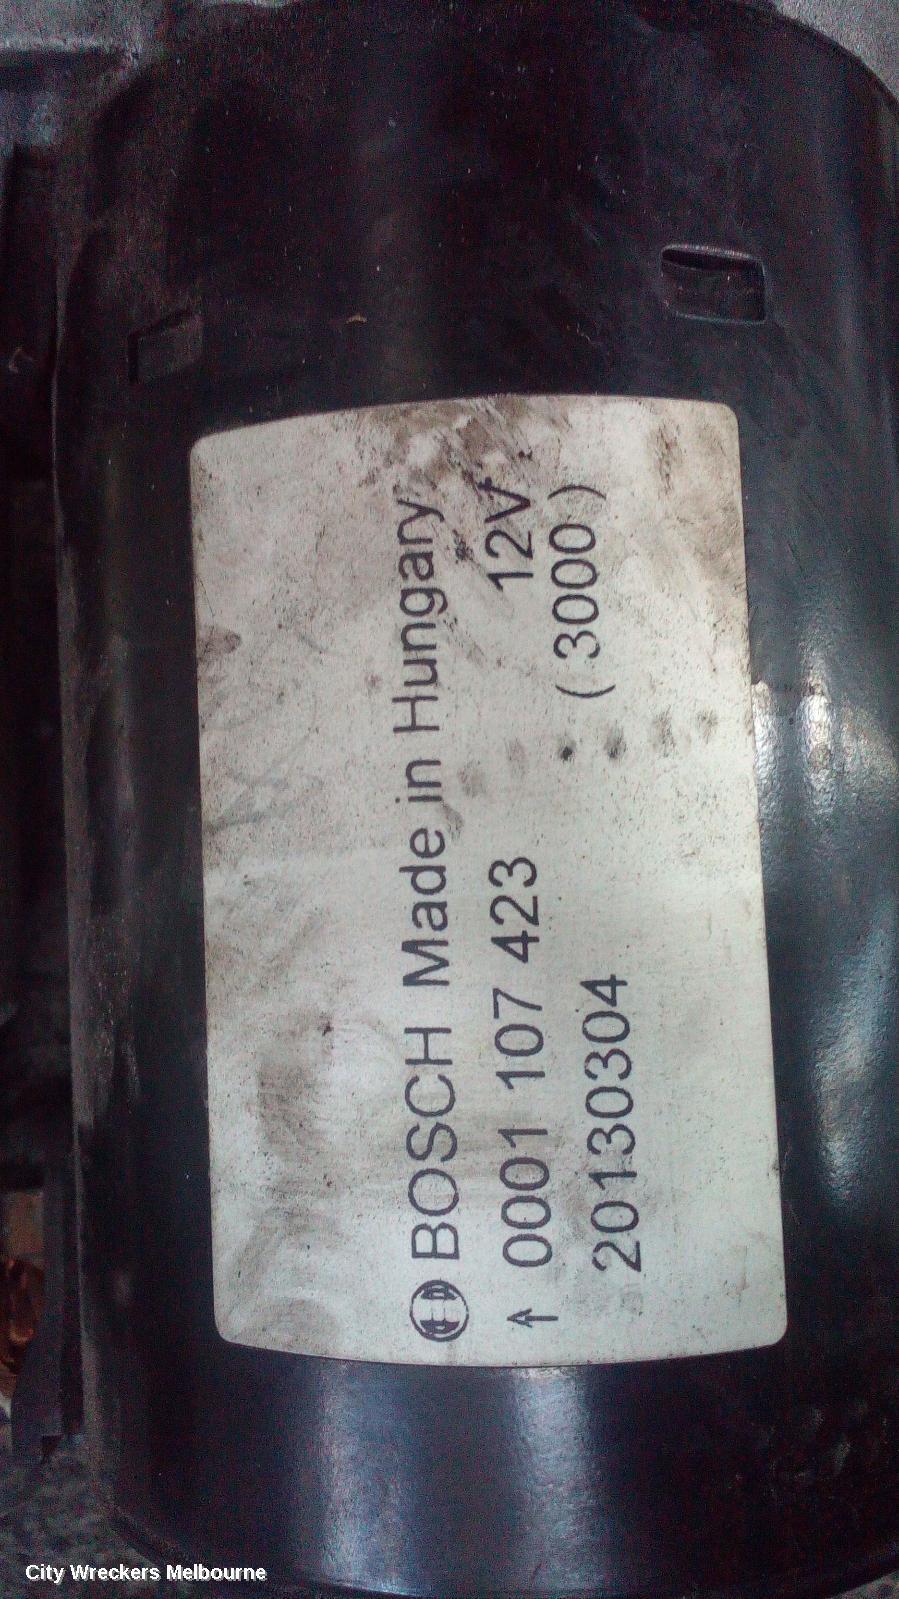 BOSCH Made in Hungary
↑ 0001 107 423 12V
20130304 (3000)
City Wreckers Melbourne